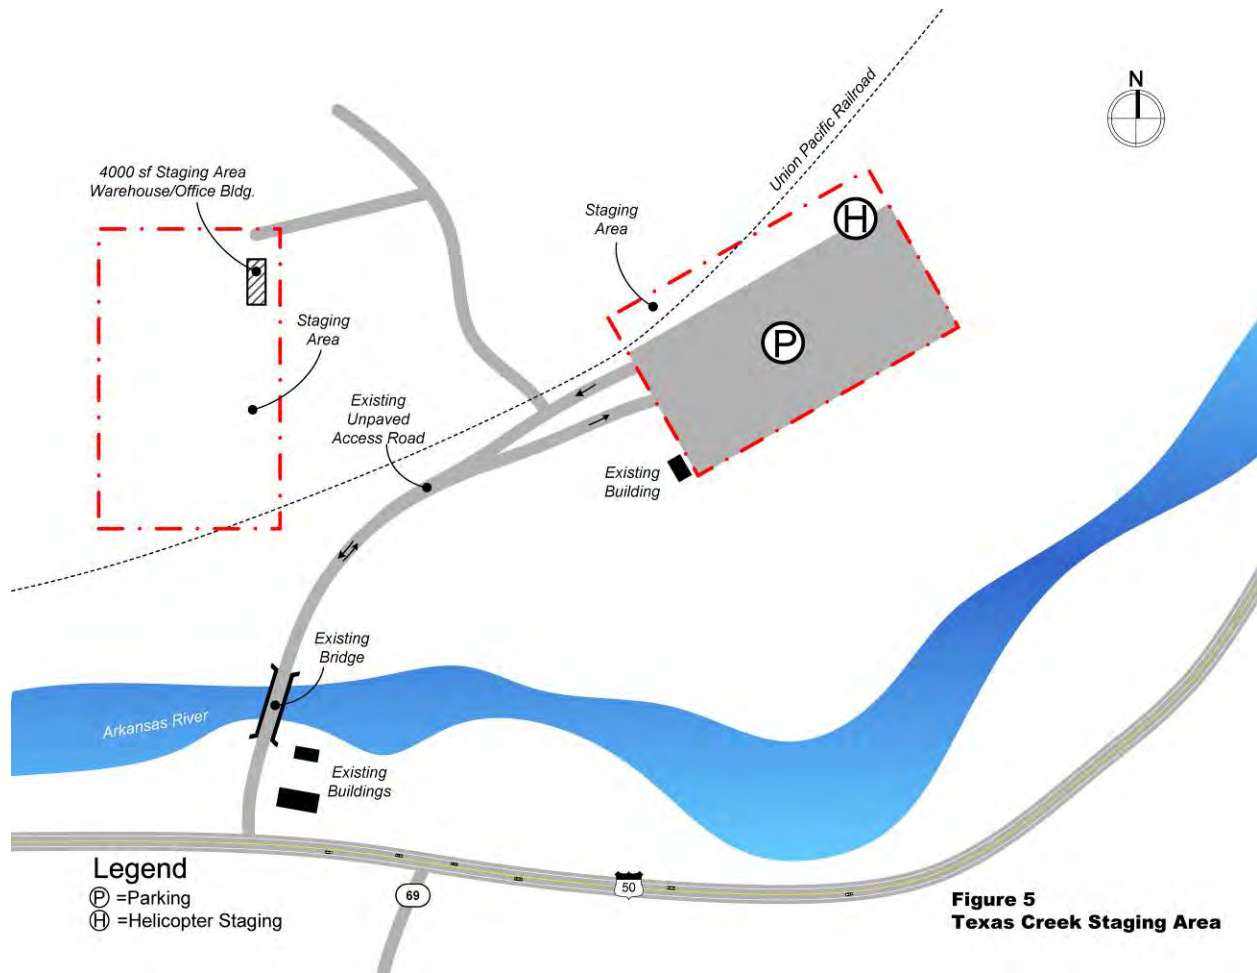 N
Union Pacific Railroad
4000 sf Staging Area
Warehouse/Office Bldg.
Staging
Area
H
P
Staging
Area
Existing
Unpaved
Access Road
Existing
Building
Existing
Bridge
Arkansas River
Existing
Buildings
Legend
P =Parking
H =Helicopter Staging
69
50
Figure 5
Texas Creek Staging Area